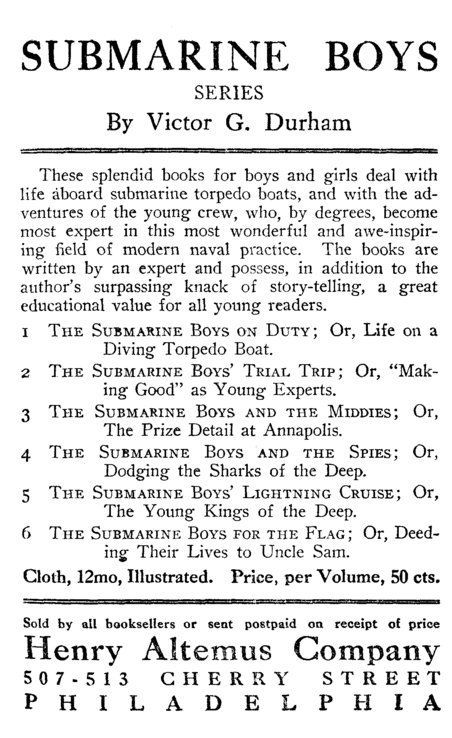 SUBMARINE BOYS
SERIES
By Victor G. Durham
These splendid books for boys and girls deal with
life aboard submarine torpedo boats, and with the ad-
ventures of the young crew, who, by degrees, become
most expert in this most wonderful and awe-inspir-
ing field of modern naval practice. The books are
written by an expert and possess, in addition to the
author's surpassing knack of story-telling, a great
educational value for all young readers.
1 THE SUBMARINE BOYS ON DUTY; Or, Life on a
Diving Torpedo Boat.
2 THE SUBMARINE BOYS' TRIAL TRIP; Or, "Mak-
ing Good" as Young Experts.
3 THE SUBMARINE BOYS AND THE MIDDIES; Or,
The Prize Detail at Annapolis.
4 THE SUBMARINE BOYS AND THE SPIES; Or,
Dodging the Sharks of the Deep.
5 THE SUBMARINE BOYS' LIGHTNING CRUISE; Or,
The Young Kings of the Deep.
6 THE SUBMARINE BOYS FOR THE FLAG; Or, Deed-
ing Their Lives to Uncle Sam.
Cloth, 12mo, Illustrated. Price, per Volume, 50 cts.
Sold by all booksellers or sent postpaid on receipt of price
Henry Altemus Company
507-513 CHERRY STREET
PHILADELPHIA